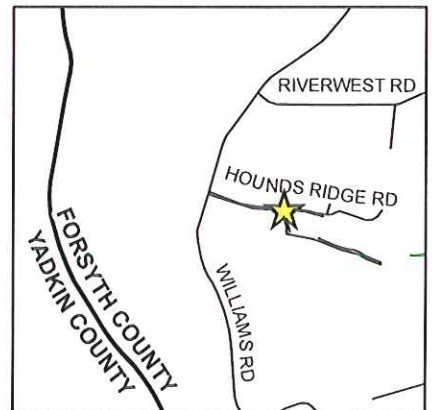 RIVERWEST RD
HOUNDS RIDGE RD
FORSYTH COUNTY
YADKIN COUNTY
WILLIAMS RD